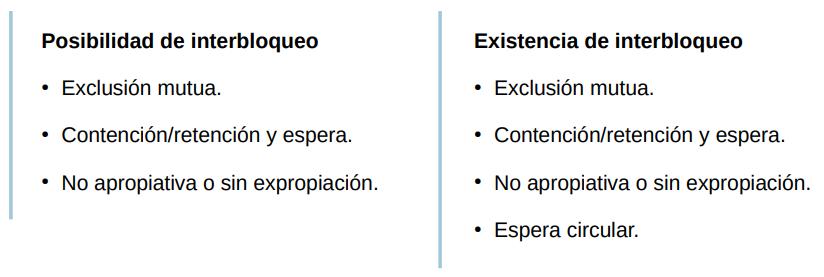 Posibilidad de interbloqueo
• Exclusión mutua.
• Contención/retención y espera.
• No apropiativa o sin expropiación.
Existencia de interbloqueo
• Exclusión mutua.
• Contención/retención y espera.
• No apropiativa o sin expropiación.
• Espera circular.